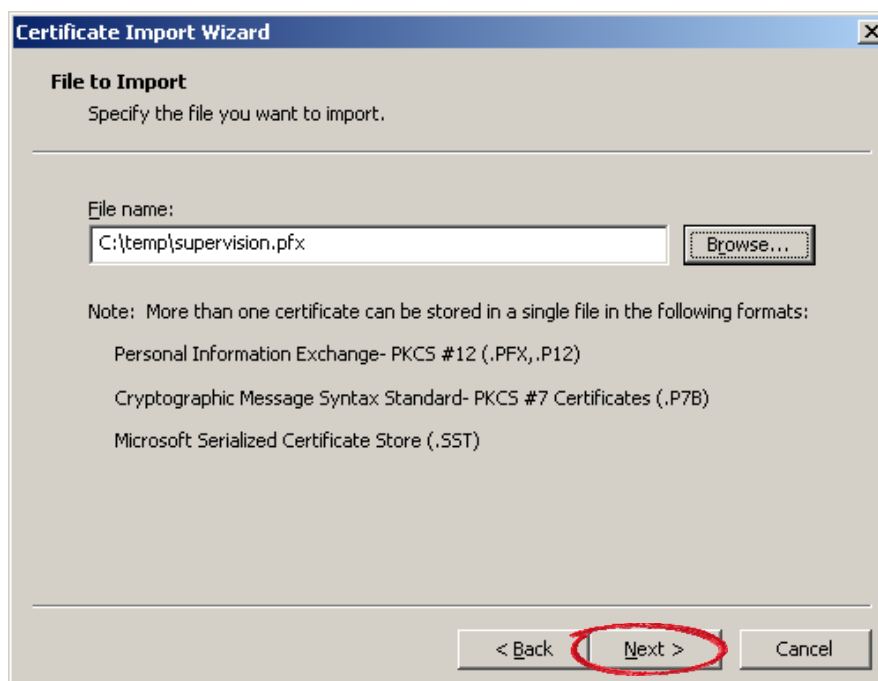 Certificate Import Wizard
File to Import
Specify the file you want to import.
File name:
C:\temp\supervision.pfx
Browse...
Note:  More than one certificate can be stored in a single file in the following formats:
Personal Information Exchange- PKCS #12 (.PFX,.P12)
Cryptographic Message Syntax Standard- PKCS #7 Certificates (.P7B)
Microsoft Serialized Certificate Store (.SST)
< Back Next > Cancel